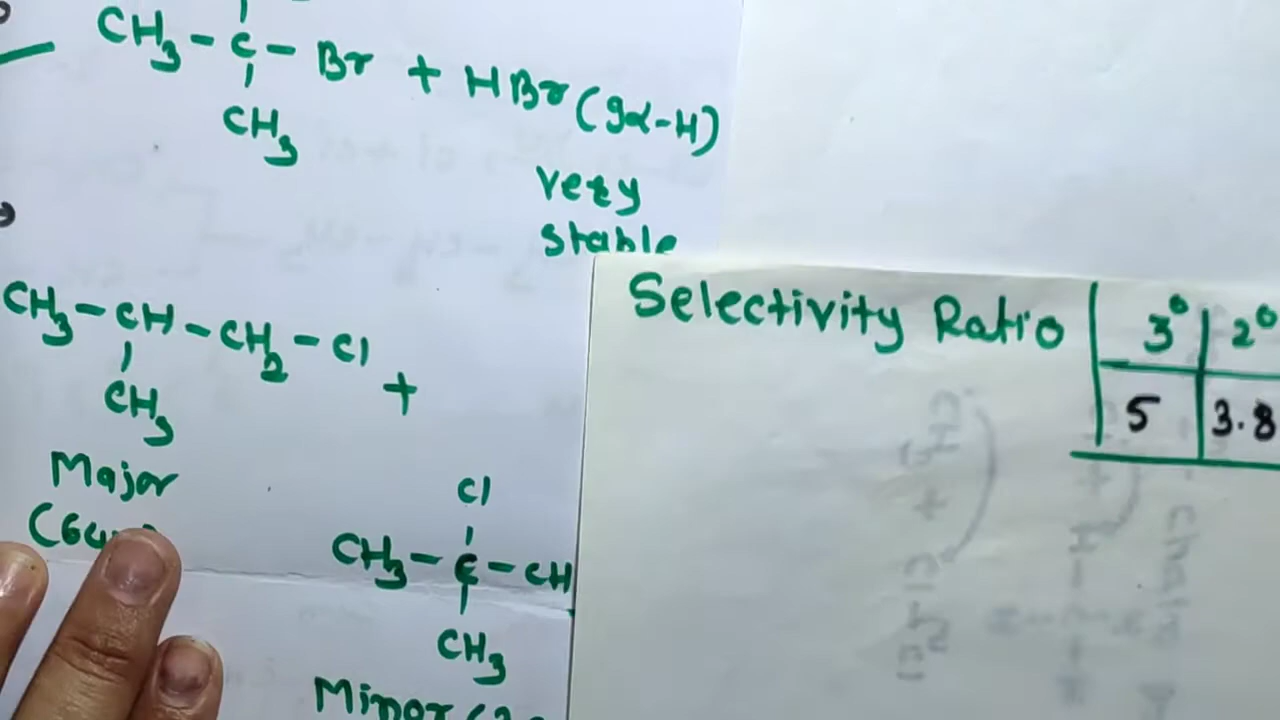 CH3-C-Br + HBr (9α-H)
CH3
very
stable
CH3-CH-CH2-Cl +
CH3
Major
Cl
CH3-C-CH
CH3
Minor
Selectivity Ratio
3° 2°
5 3.8